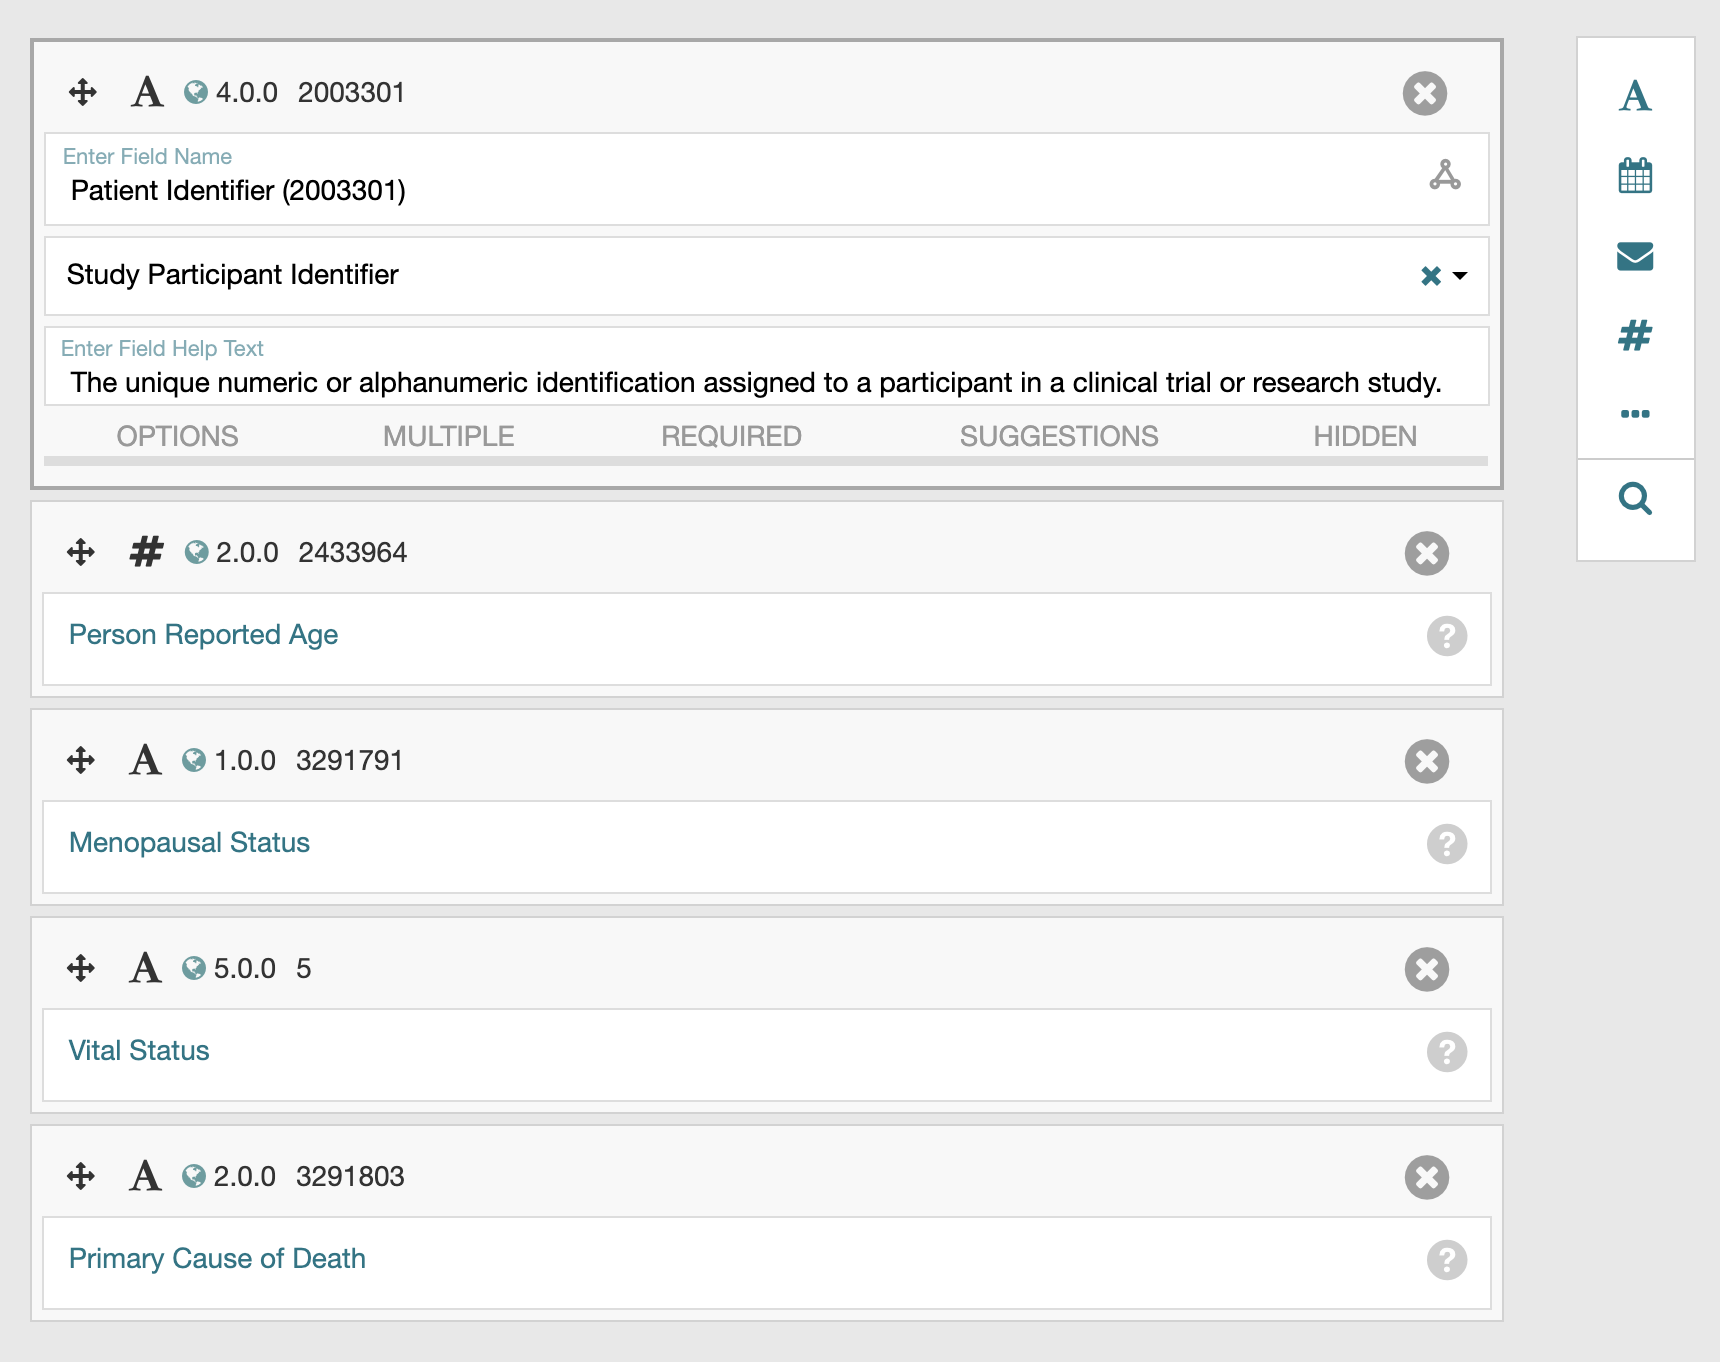 A 4.0.0 2003301
Enter Field Name
Patient Identifier (2003301)
Study Participant Identifier
Enter Field Help Text
The unique numeric or alphanumeric identification assigned to a participant in a clinical trial or research study.
OPTIONS MULTIPLE REQUIRED SUGGESTIONS HIDDEN
# 2.0.0 2433964
Person Reported Age
?
A 1.0.0 3291791
Menopausal Status
?
A 5.0.0 5
Vital Status
?
A 2.0.0 3291803
Primary Cause of Death
?
A
#